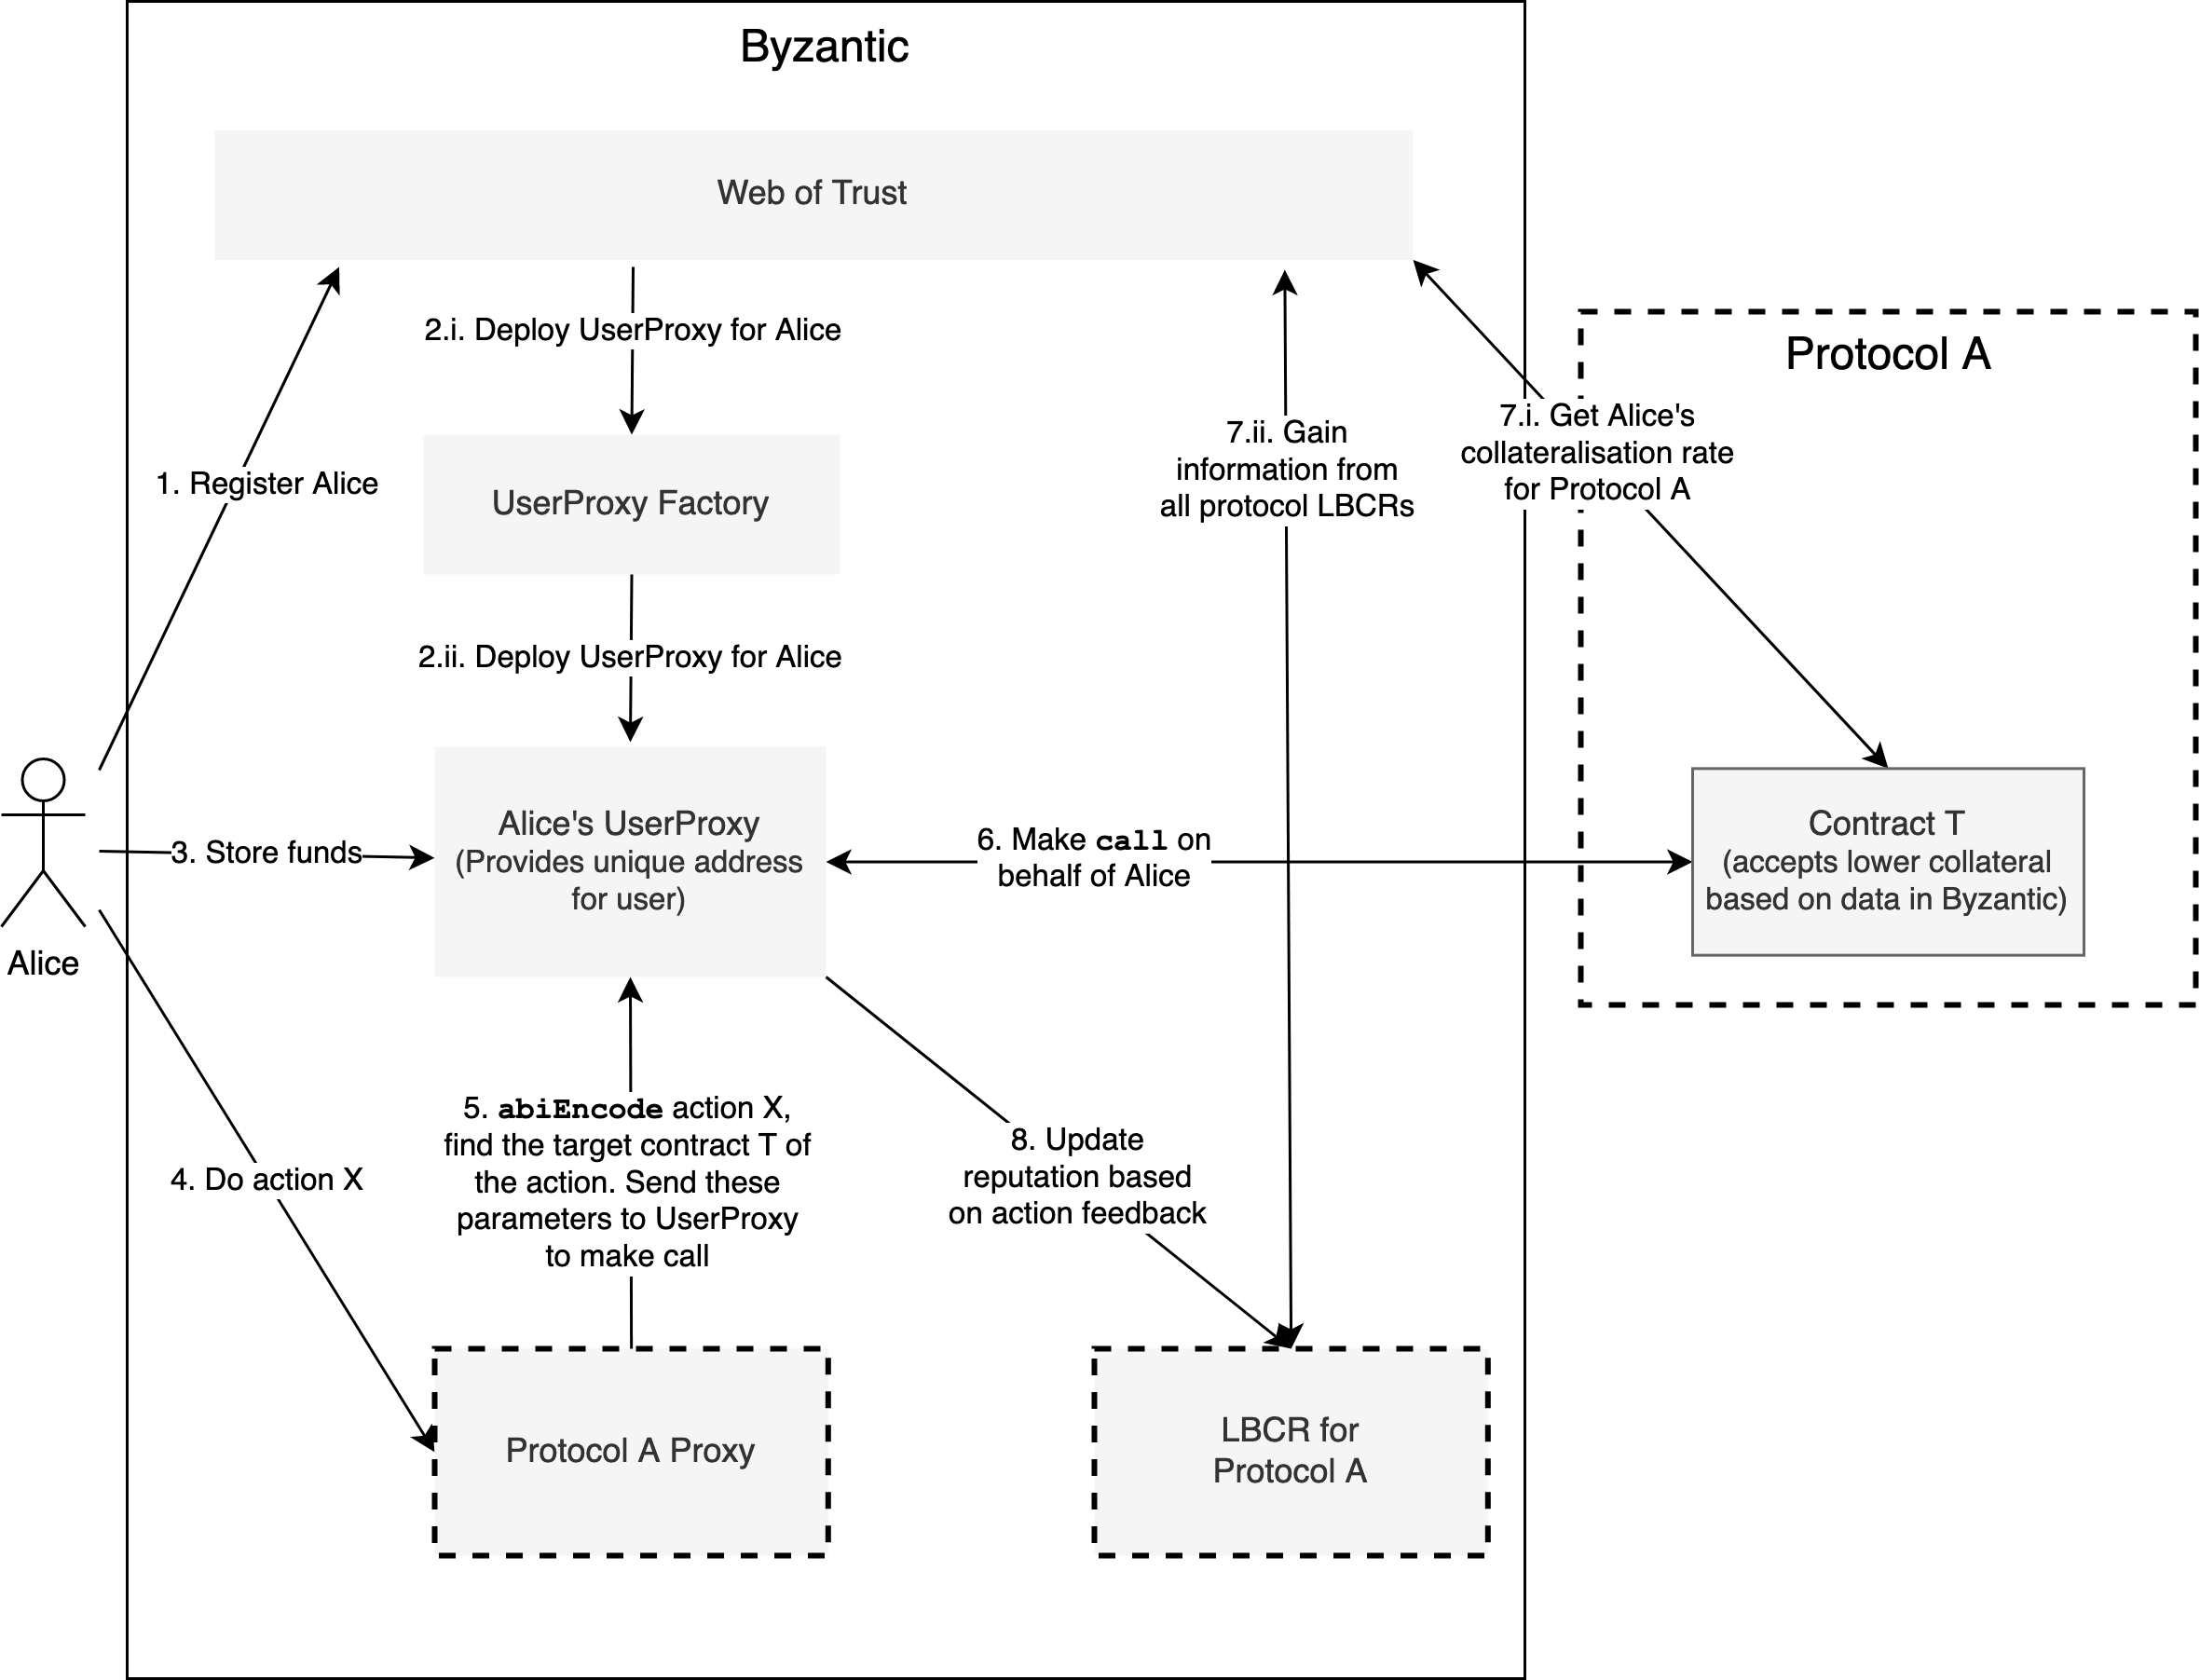 Byzantic
Web of Trust
2.i. Deploy UserProxy for Alice
Protocol A
7.i. Get Alice's
collateralisation rate
for Protocol A
7.ii. Gain
information from
all protocol LBCRs
1. Register Alice
UserProxy Factory
2.ii. Deploy UserProxy for Alice
Alice's UserProxy
(Provides unique address
for user)
3. Store funds
6. Make call on
behalf of Alice
Contract T
(accepts lower collateral
based on data in Byzantic)
Alice
5. abiEncode action X,
find the target contract T of
the action. Send these
parameters to UserProxy
to make call
4. Do action X
8. Update
reputation based
on action feedback
Protocol A Proxy
LBCR for
Protocol A